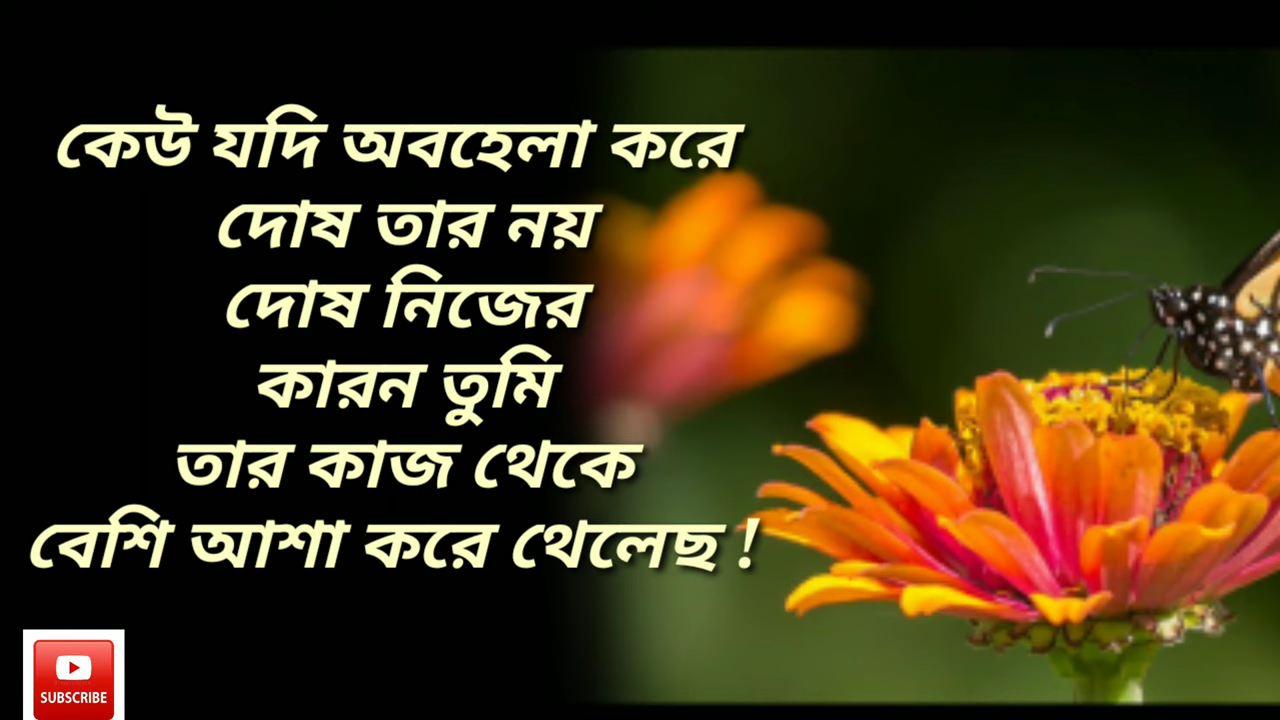 কেউ যদি অবহেলা করে
দোষ তার নয়
দোষ নিজের
কারন তুমি
তার কাজ থেকে
বেশি আশা করে থেলেছ !
SUBSCRIBE